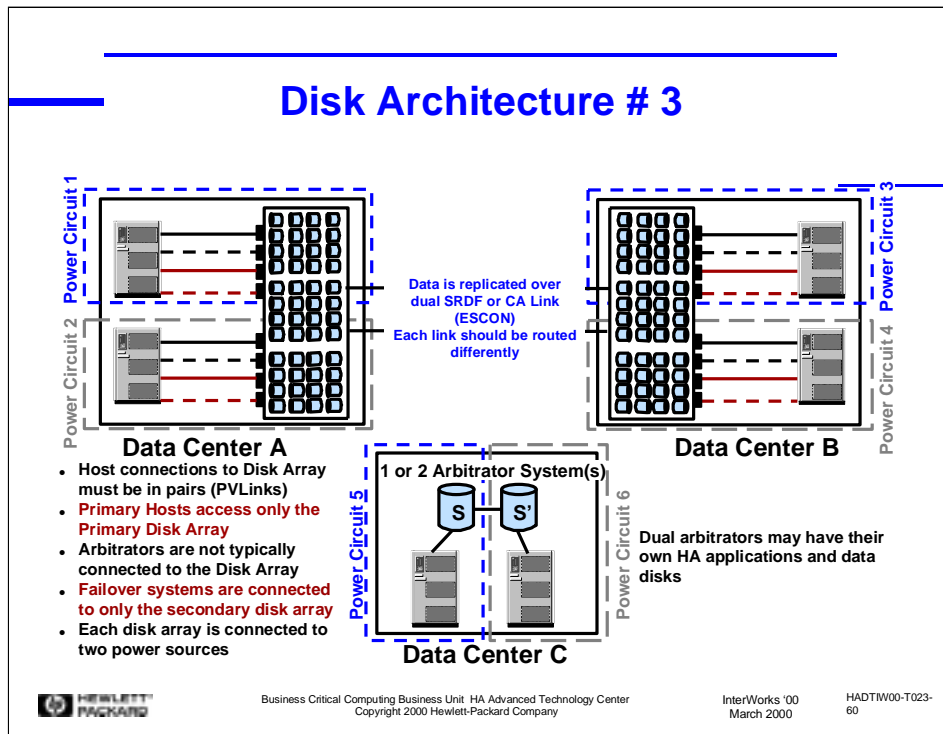 Disk Architecture # 3
Power Circuit 1
Power Circuit 2
Data is replicated over
dual SRDF or CA Link
(ESCON)
Each link should be routed
differently
Power Circuit 3
Power Circuit 4
Data Center A
Data Center B
• Host connections to Disk Array
must be in pairs (PVLinks)
• Primary Hosts access only the
Primary Disk Array
• Arbitrators are not typically
connected to the Disk Array
• Failover systems are connected
to only the secondary disk array
• Each disk array is connected to
two power sources
1 or 2 Arbitrator System(s)
Power Circuit 5
S
S'
Power Circuit 6
Data Center C
Dual arbitrators may have their
own HA applications and data
disks
hp HEWLETT
PACKARD
Business Critical Computing Business Unit HA Advanced Technology Center
Copyright 2000 Hewlett-Packard Company
InterWorks '00
March 2000
HADTIW00-T023-
60